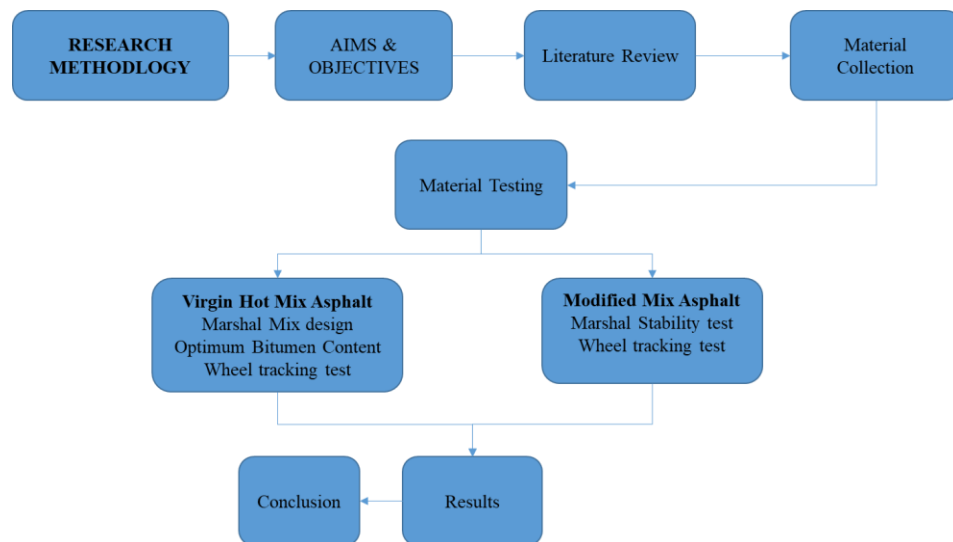 RESEARCH
METHODLOGY
AIMS &
OBJECTIVES
Literature Review
Material
Collection
Material Testing
Virgin Hot Mix Asphalt
Marshal Mix design
Optimum Bitumen Content
Wheel tracking test
Modified Mix Asphalt
Marshal Stability test
Wheel tracking test
Conclusion
Results